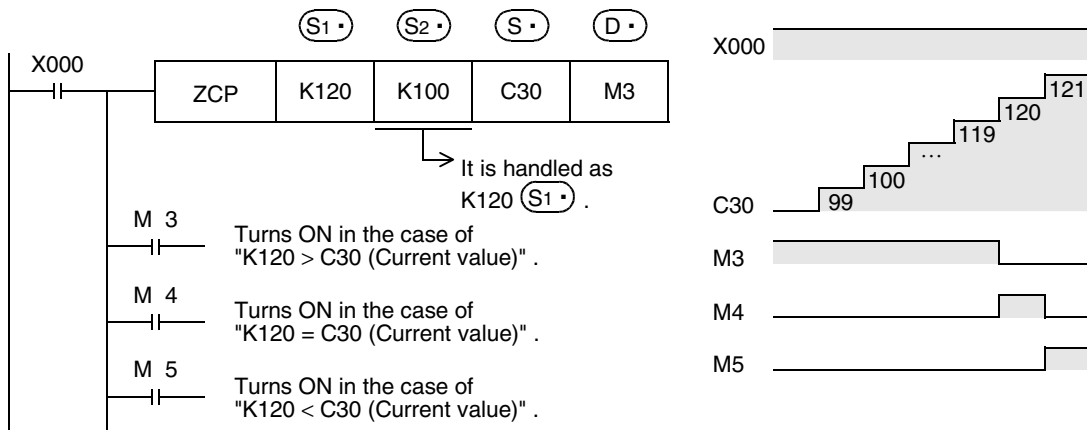 S1・ S2・ S・ D・
X000
ZCP K120 K100 C30 M3
It is handled as
K120 S1・ .
M 3
Turns ON in the case of
"K120 > C30 (Current value)" .
M 4
Turns ON in the case of
"K120 = C30 (Current value)" .
M 5
Turns ON in the case of
"K120 < C30 (Current value)" .
X000
121
120
119
...
100
99
C30
M3
M4
M5